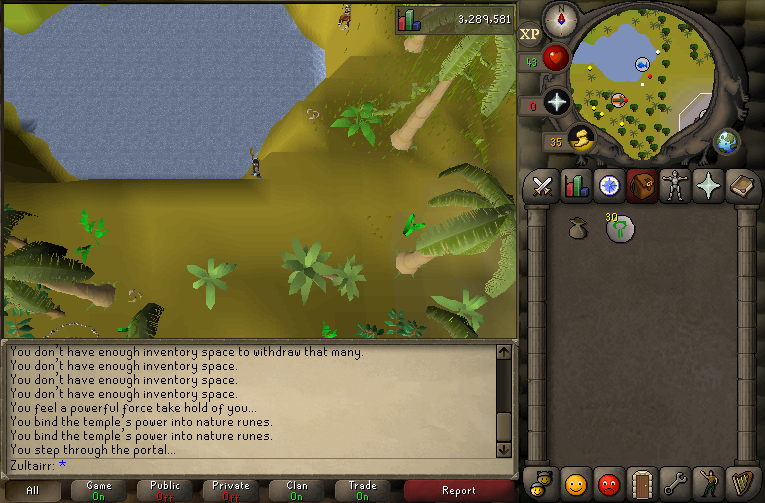 3,289,581
XP
43
0
35
30
You don't have enough inventory space to withdraw that many.
You don't have enough inventory space.
You don't have enough inventory space.
You don't have enough inventory space.
You feel a powerful force take hold of you...
You bind the temple's power into nature runes.
You bind the temple's power into nature runes.
You step through the portal...
Zultairr: *
All
Game
On
Public
Off
Private
Off
Clan
On
Trade
On
Report